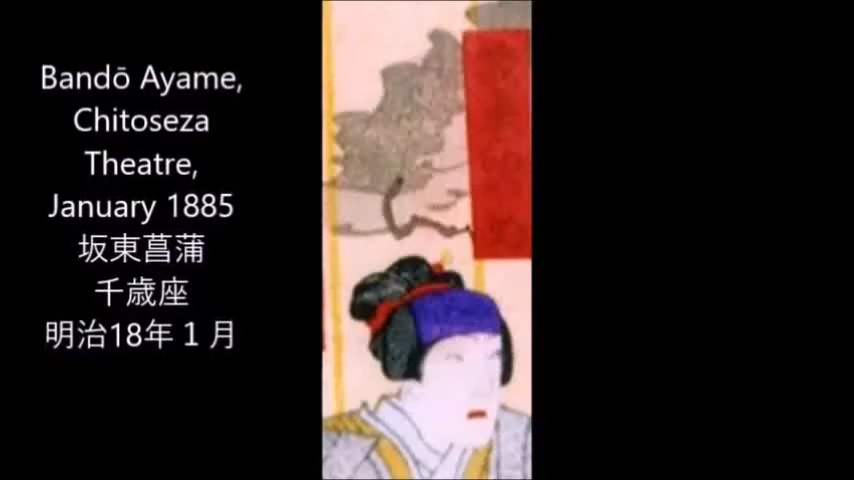 Bandō Ayame,
Chitoseza
Theatre,
January 1885
坂東菖蒲
千歳座
明治18年１月